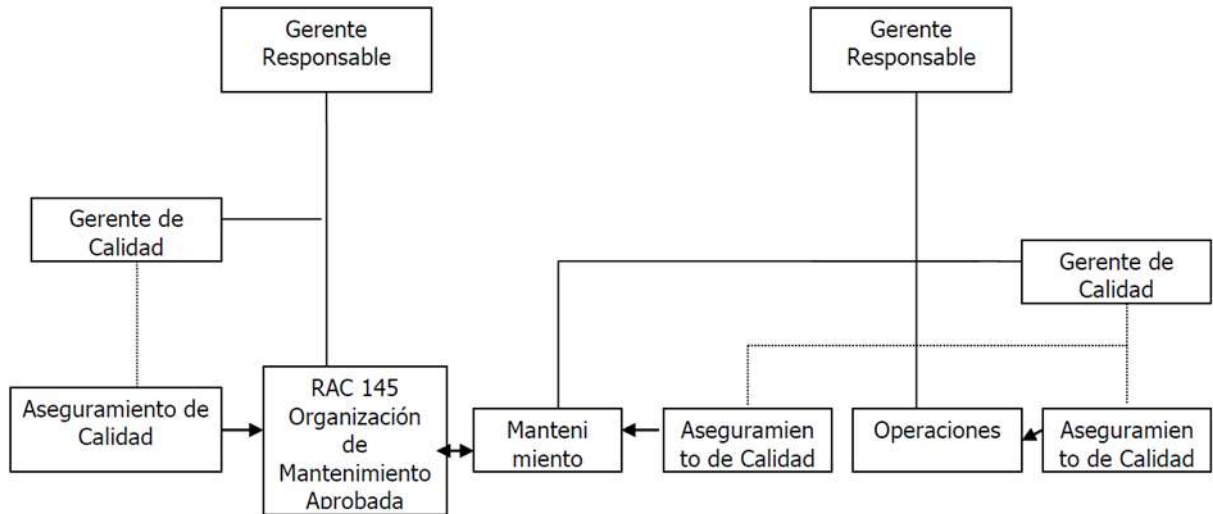 Gerente
Responsable
Gerente
Responsable
Gerente de
Calidad
Gerente de
Calidad
Aseguramiento de
Calidad
RAC 145
Organización
de
Mantenimiento
Aprobada
Manteni
miento
Aseguramien
to de Calidad
Operaciones
Aseguramien
to de Calidad